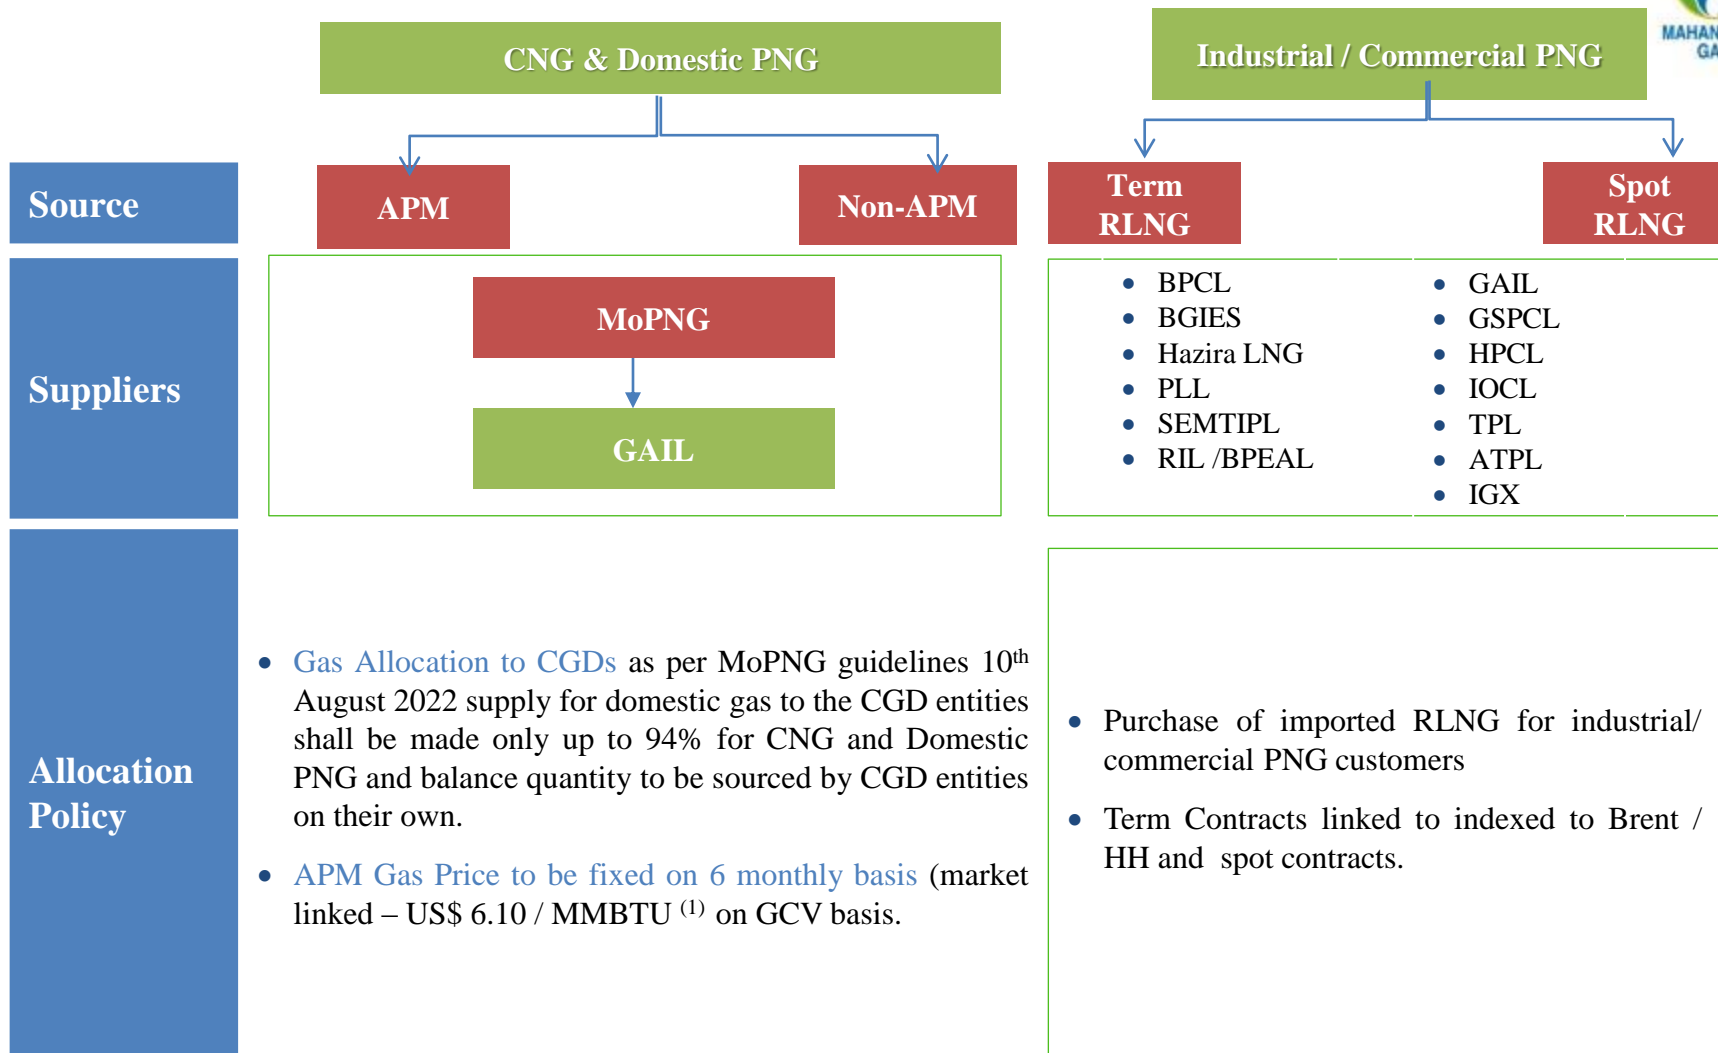 CNG & Domestic PNG
Industrial / Commercial PNG
MAHAN
GA
Source
APM
Non-APM
Term
RLNG
Spot
RLNG
Suppliers
MoPNG
GAIL
• BPCL
• BGIES
• Hazira LNG
• PLL
• SEMTIPL
• RIL /BPEAL
• GAIL
• GSPCL
• HPCL
• IOCL
• TPL
• ATPL
• IGX
Allocation
Policy
• Gas Allocation to CGDs as per MoPNG guidelines 10th
August 2022 supply for domestic gas to the CGD entities
shall be made only up to 94% for CNG and Domestic
PNG and balance quantity to be sourced by CGD entities
on their own.
• APM Gas Price to be fixed on 6 monthly basis (market
linked – US$ 6.10 / MMBTU (1) on GCV basis.
• Purchase of imported RLNG for industrial/
commercial PNG customers
• Term Contracts linked to indexed to Brent /
HH and spot contracts.